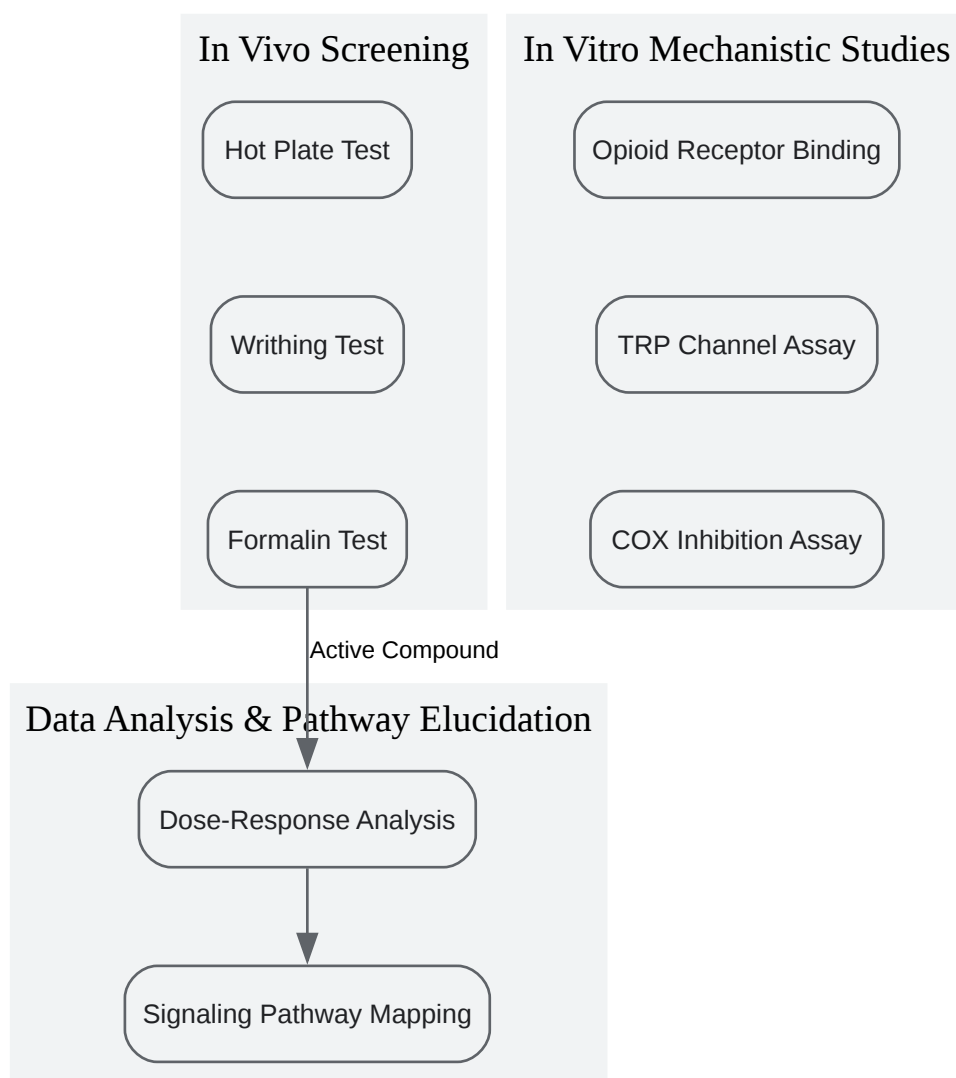 In Vivo Screening
Hot Plate Test
Writhing Test
Formalin Test
In Vitro Mechanistic Studies
Opioid Receptor Binding
TRP Channel Assay
COX Inhibition Assay
Active Compound
Data Analysis & Pathway Elucidation
Dose-Response Analysis
Signaling Pathway Mapping